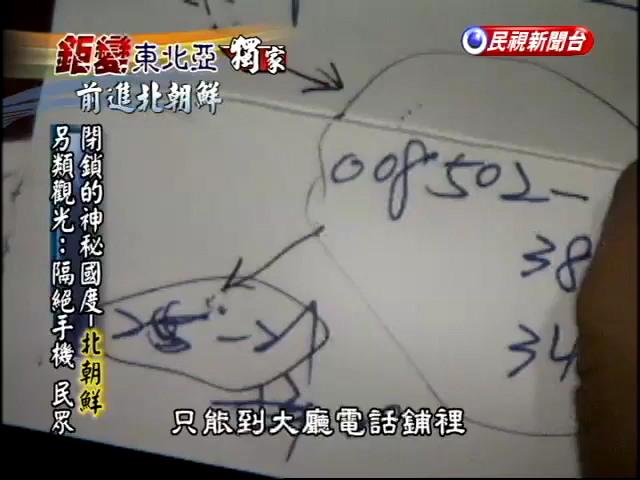 鉅變東北亞 獨家
民視新聞台
前進北朝鮮
閉鎖的神秘國度-北朝鮮
另類觀光:隔絕手機 民眾
008502-
38
34
只能到大廳電話鋪裡